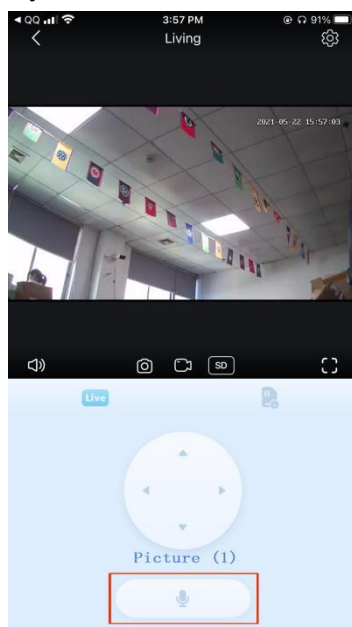 QQ 3:57 PM 91%
Living
2021-05-22 15:57:03
SD
Live
Picture (1)